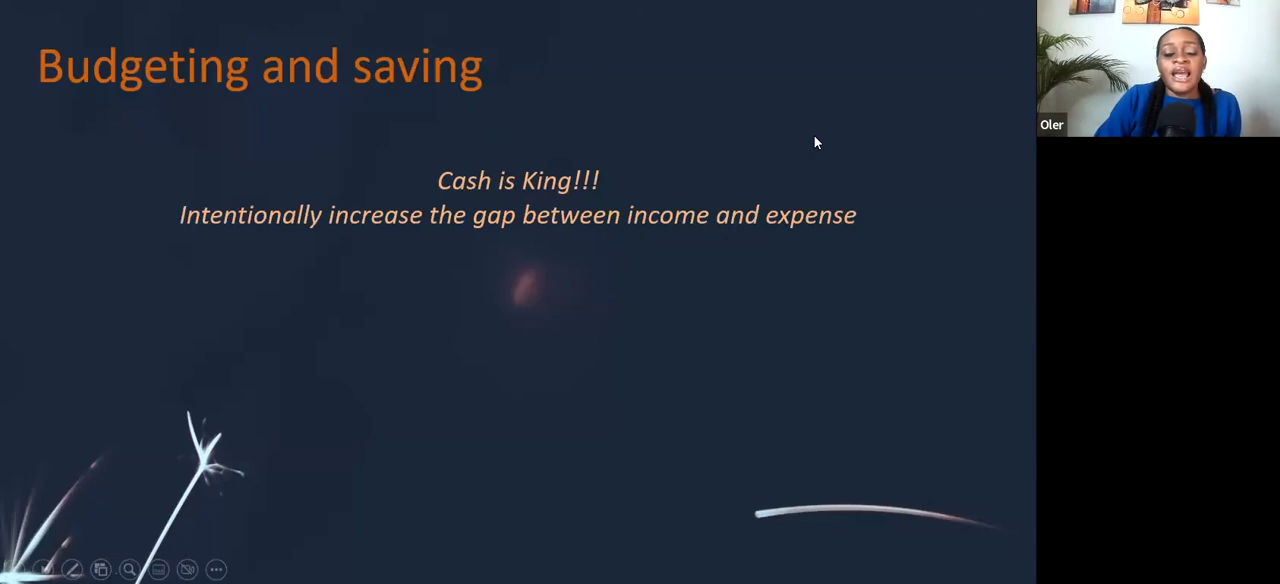 Budgeting and saving
Cash is King!!!
Intentionally increase the gap between income and expense
Oler